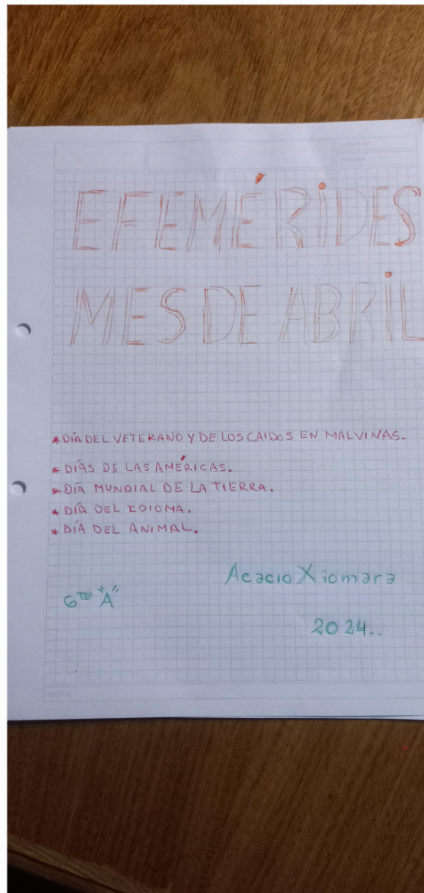 EFEMÉRIDES
MES DE ABRIL
* DÍA DEL VETERANO Y DE LOS CAIDOS EN MALVINAS.
* DÍAS DE LAS AMÉRICAS.
* DÍA MUNDIAL DE LA TIERRA.
* DÍA DEL IDIOMA.
* DÍA DEL ANIMAL.
Acacio Xiomara
6TO "A"
2024..